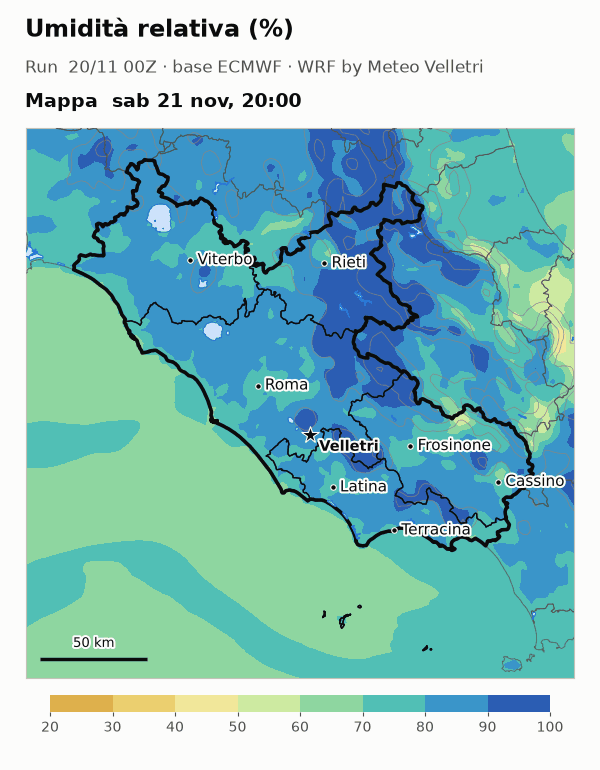 Umidità relativa (%)
Run  20/11 00Z · base ECMWF · WRF by Meteo Velletri
Mappa  sab 21 nov, 20:00
Viterbo
Rieti
Roma
Velletri
Frosinone
Cassino
Latina
Terracina
50 km
20 30 40 50 60 70 80 90 100